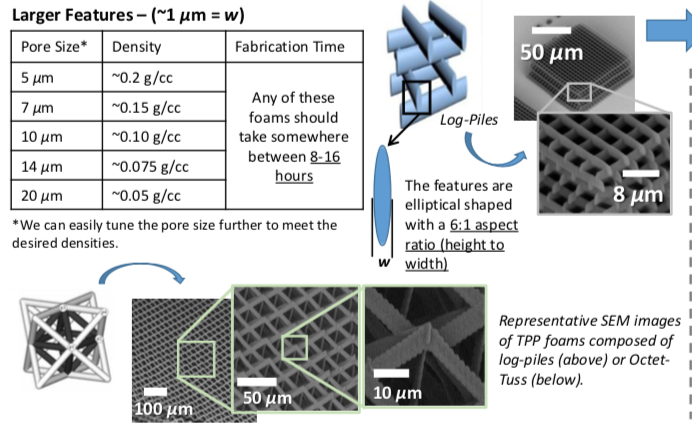 Larger Features – (~1 µm = w)
Pore Size* Density Fabrication Time
5 µm ~0.2 g/cc
7 µm ~0.15 g/cc
10 µm ~0.10 g/cc
14 µm ~0.075 g/cc
20 µm ~0.05 g/cc
Any of these
foams should
take somewhere
between 8-16
hours
*We can easily tune the pore size further to meet the
desired densities.
Log-Piles
50 µm
8 µm
The features are
elliptical shaped
with a 6:1 aspect
ratio (height to
width)
w
100 µm
50 µm
10 µm
Representative SEM images
of TPP foams composed of
log-piles (above) or Octet-
Tuss (below).